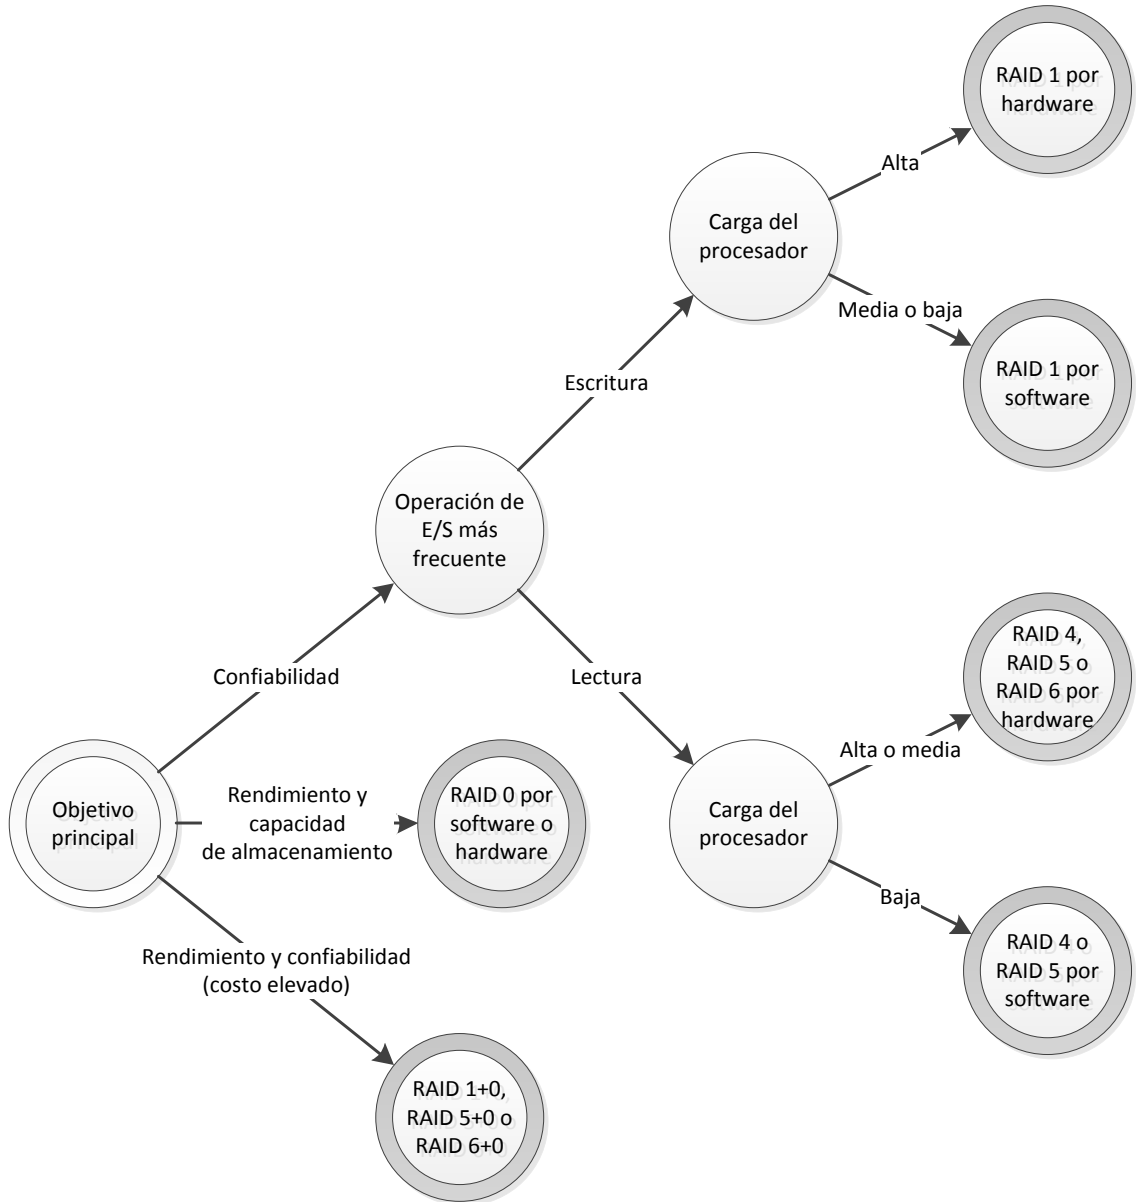 RAID 1 por
hardware
Alta
Carga del
procesador
Media o baja
RAID 1 por
software
Escritura
Operación de
E/S más
frecuente
Confiabilidad
Lectura
RAID 4,
RAID 5 o
RAID 6 por
hardware
Alta o media
Objetivo
principal
Rendimiento y
capacidad
de almacenamiento
RAID 0 por
software o
hardware
Carga del
procesador
Baja
RAID 4 o
RAID 5 por
software
Rendimiento y confiabilidad
(costo elevado)
RAID 1+0,
RAID 5+0 o
RAID 6+0